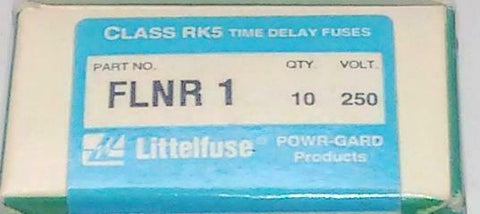 CLASS RK5 TIME DELAY FUSES
PART NO. QTY. VOLT.
FLNR 1 10 250
Littelfuse® POWR-GARD
Products